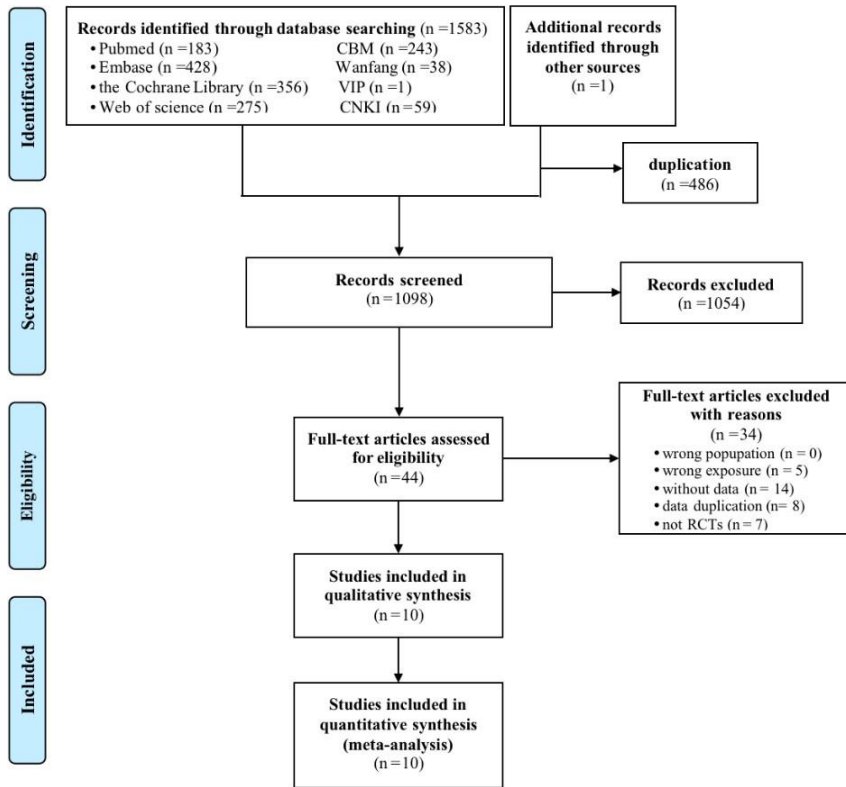 Identification
Records identified through database searching (n =1583)
• Pubmed (n =183) CBM (n =243)
• Embase (n =428) Wanfang (n =38)
• the Cochrane Library (n =356) VIP (n =1)
• Web of science (n =275) CNKI (n =59)
Additional records
identified through
other sources
(n =1)
duplication
(n =486)
Screening
Records screened
(n=1098)
Records excluded
(n =1054)
Eligibility
Full-text articles assessed
for eligibility
(n =44)
Full-text articles excluded
with reasons
(n =34)
• wrong popupation (n = 0)
• wrong exposure (n = 5)
• without data (n = 14)
• data duplication (n= 8)
• not RCTs (n = 7)
Included
Studies included in
qualitative synthesis
(n =10)
Studies included in
quantitative synthesis
(meta-analysis)
(n =10)